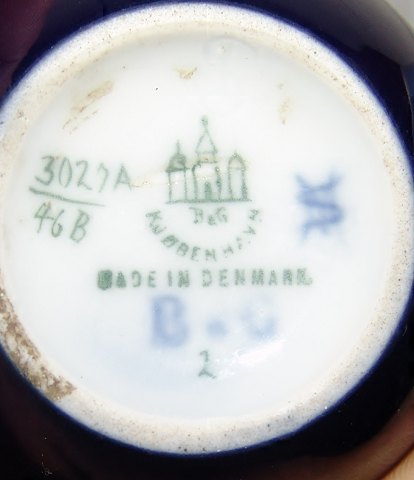 3027A
46B
B&G
KJØBENHAVN
MADE IN DENMARK.
B & G
2